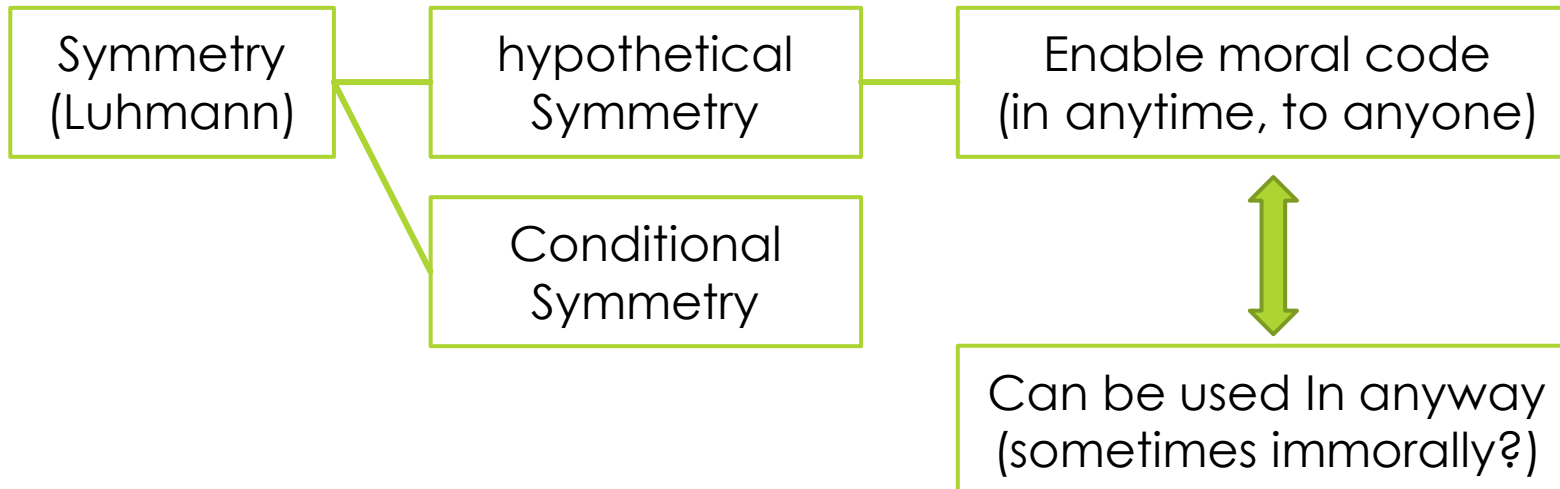 Symmetry
(Luhmann)
hypothetical
Symmetry
Enable moral code
(in anytime, to anyone)
Conditional
Symmetry
Can be used In anyway
(sometimes immorally?)